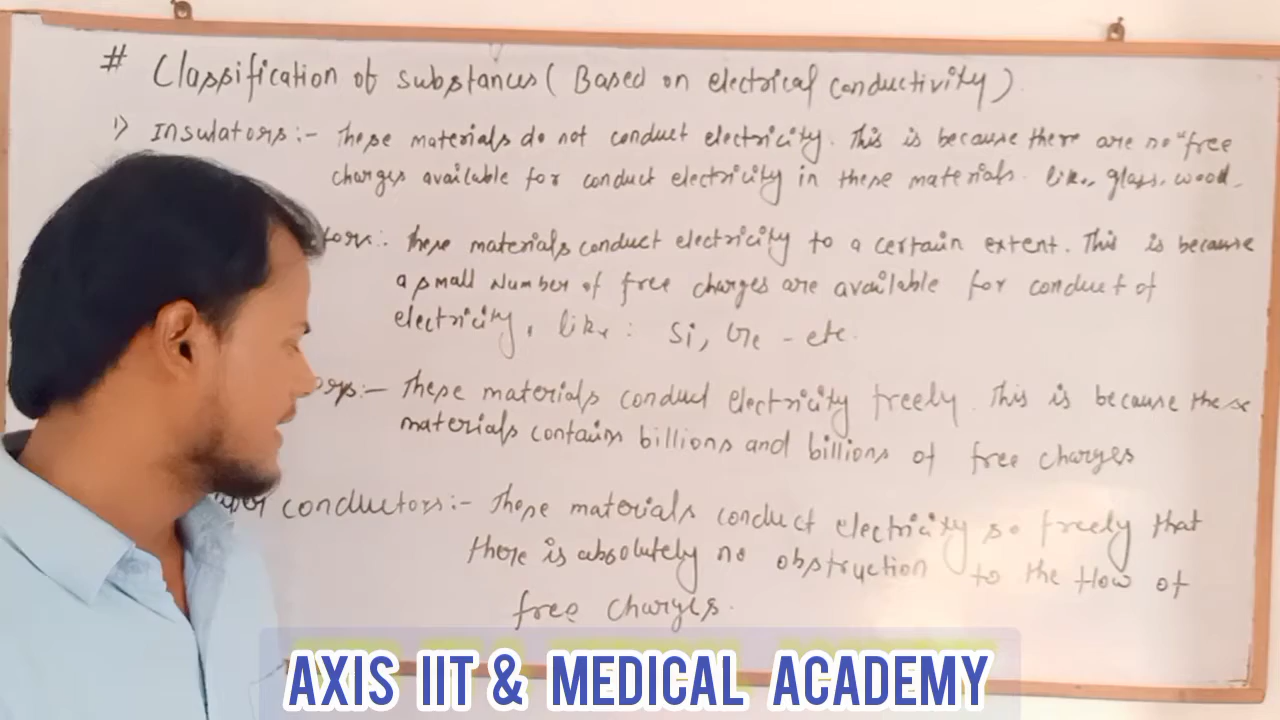 # Classification of substances (Based on electrical conductivity).
1) Insulators:- These materials do not conduct electricity. This is because there are no "free
charges available for conduct electricity in these materials. like, glass, wood.
tors:. these materials conduct electricity to a certain extent. This is because
a small number of free charges are available for conduct of
electricity, like: Si, Ge - etc.
ors:- These materials conduct electricity freely. This is because these
materials contains billions and billions of free charges
uper conductors:- These materials conduct electricity so freely that
there is absolutely no obstruction to the flow of
free charges.
AXIS IIT & MEDICAL ACADEMY